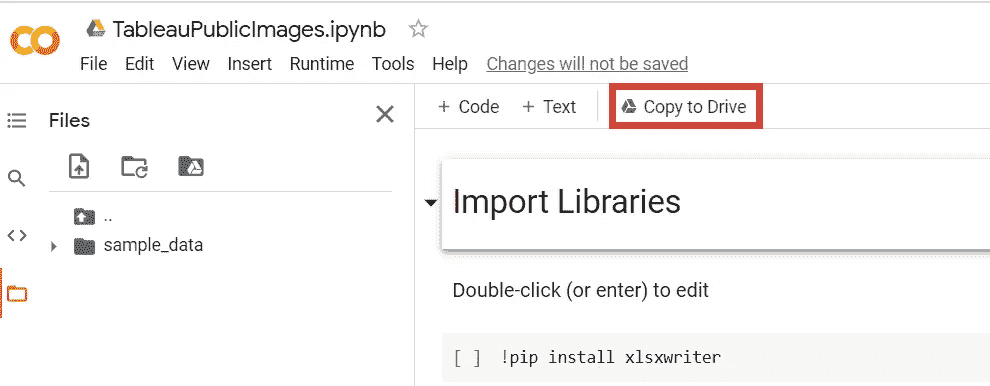 TableauPublicImages.ipynb
File Edit View Insert Runtime Tools Help Changes will not be saved
Files
+ Code + Text Copy to Drive
..
sample_data
Import Libraries
Double-click (or enter) to edit
[ ] !pip install xlsxwriter